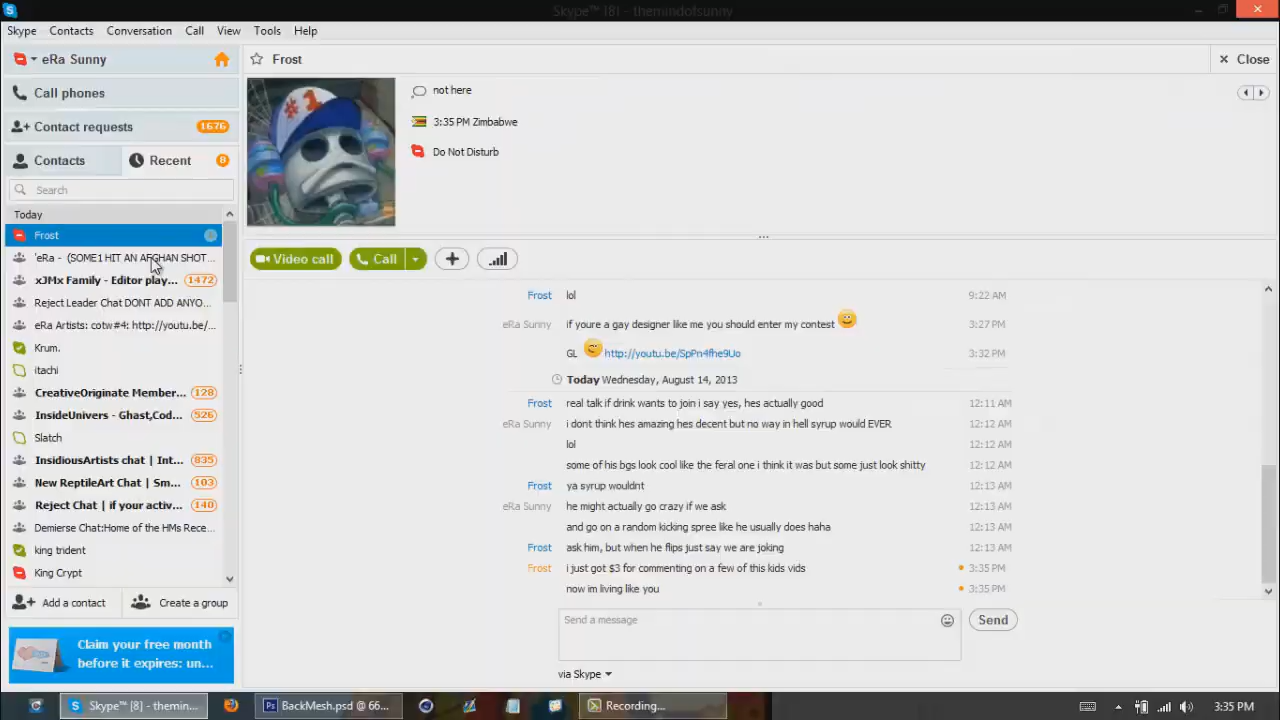 Skype™ [8] - themindofsunny
Skype Contacts Conversation Call View Tools Help
eRa Sunny
Call phones
Contact requests 1676
Contacts Recent 8
Search
Today
Frost
'eRa - (SOME1 HIT AN AFGHAN SHOT...
xJMx Family - Editor play... 1472
Reject Leader Chat DONT ADD ANYO...
eRa Artists: cotw#4: http://youtu.be/...
Krum.
itachi
CreativeOriginate Member... 128
InsideUnivers - Ghast,Cod... 526
Slatch
InsidiousArtists chat | Int... 835
New ReptileArt Chat | Sm... 103
Reject Chat | if your activ... 140
Demierse Chat:Home of the HMs Rece...
king trident
King Crypt
Add a contact Create a group
Claim your free month
before it expires: un...
Frost
Close
#1
not here
3:35 PM Zimbabwe
Do Not Disturb
Video call Call
Frost lol 9:22 AM
eRa Sunny if youre a gay designer like me you should enter my contest 3:27 PM
GL http://youtu.be/SpPn4fhe9Uo 3:32 PM
Today Wednesday, August 14, 2013
Frost real talk if drink wants to join i say yes, hes actually good 12:11 AM
eRa Sunny i dont think hes amazing hes decent but no way in hell syrup would EVER. 12:12 AM
lol 12:12 AM
some of his bgs look cool like the feral one i think it was but some just look shitty 12:12 AM
Frost ya syrup wouldnt 12:13 AM
eRa Sunny he might actually go crazy if we ask 12:13 AM
and go on a random kicking spree like he usually does haha 12:13 AM
Frost ask him, but when he flips just say we are joking 12:13 AM
Frost i just got $3 for commenting on a few of this kids vids 3:35 PM
now im living like you 3:35 PM
Send a message
Send
via Skype
Skype™ [8] - themin...
BackMesh.psd @ 66...
Recording...
3:35 PM